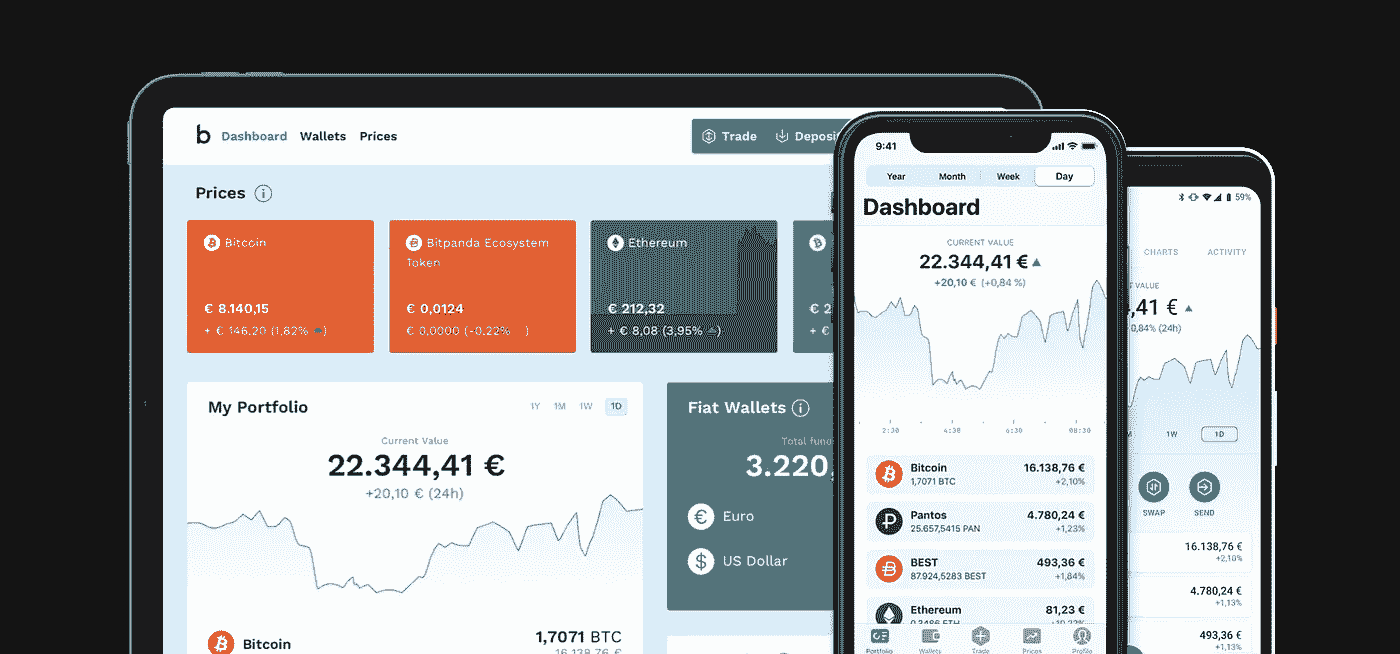 b Dashboard Wallets Prices
Trade Deposi
Prices
Bitcoin
€ 8.140,15
+ € 146,20 (1,82% )
Bitpanda Ecosystem
Token
€ 0,0124
€ 0,0000 (-0,22% )
Ethereum
€ 212,32
+ € 8,08 (3,95% )
€ 2
+ €
My Portfolio
1Y 1M 1W 1D
Current Value
22.344,41 €
+20,10 € (24h)
Bitcoin
1,7071 BTC
16.138,76 €
Fiat Wallets
Total fund
3.220,
Euro
US Dollar
9:41
Year Month Week Day
Dashboard
CURRENT VALUE
22.344,41 €
+20,10 € (+0,84 %)
2:30 4:30 6:30 08:30
Bitcoin 16.138,76 €
1,7071 BTC +2,10%
Pantos 4.780,24 €
25.657,5415 PAN +1,23%
BEST 493,36 €
87.924,5283 BEST +1,84%
Ethereum 81,23 €
Portfolio Wallets Trade Prices Profile
59%
CHARTS ACTIVITY
T VALUE
,41 €
0,84% (24h)
M 1W 1D
SWAP SEND
16.138,76 €
+2,10%
4.780,24 €
+1,13%
493,36 €
+1,13%